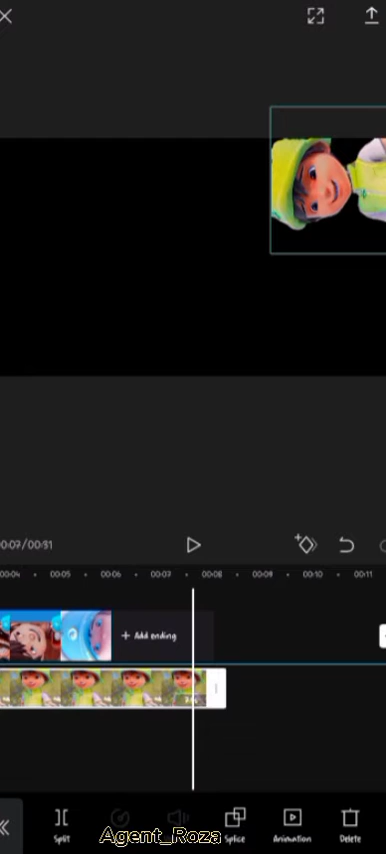 00:07/00:31
00:04 00:05 00:06 00:07 00:08 00:09 00:10 00:11
+ Add ending
Split
Agent_Roza
Splice
Animation
Delete